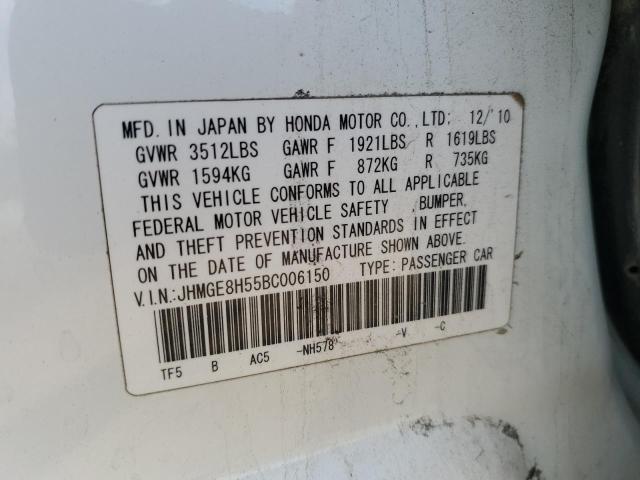 MFD. IN JAPAN BY HONDA MOTOR CO.,LTD: 12/'10
GVWR 3512LBS GAWR F 1921LBS R 1619LBS
GVWR 1594KG GAWR F 872KG R 735KG
THIS VEHICLE CONFORMS TO ALL APPLICABLE
FEDERAL MOTOR VEHICLE SAFETY ,BUMPER,
AND THEFT PREVENTION STANDARDS IN EFFECT
ON THE DATE OF MANUFACTURE SHOWN ABOVE.
V.I.N.:JHMGE8H55BC006150 TYPE: PASSENGER CAR
TF5 B AC5 -NH578 -V -C